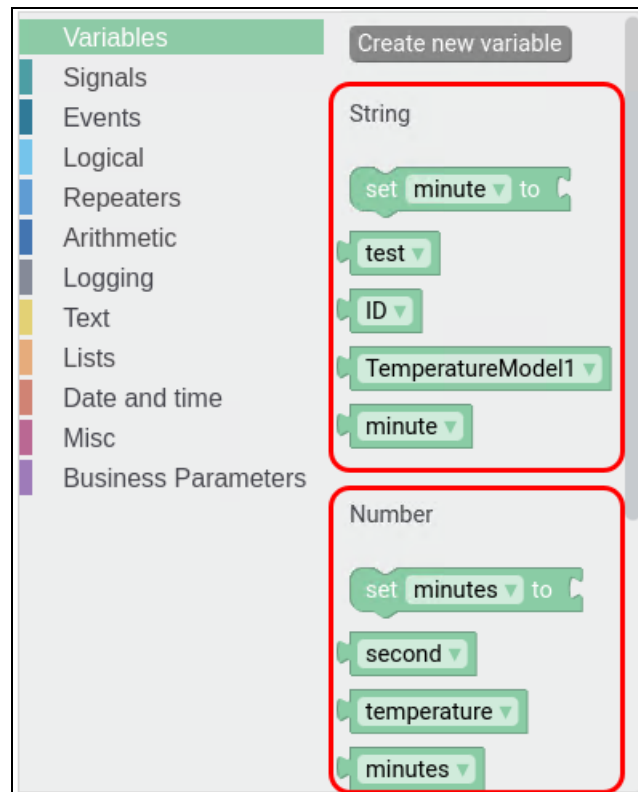 Variables
Signals
Events
Logical
Repeaters
Arithmetic
Logging
Text
Lists
Date and time
Misc
Business Parameters
Create new variable
String
set minute to
test
ID
TemperatureModel1
minute
Number
set minutes to
second
temperature
minutes